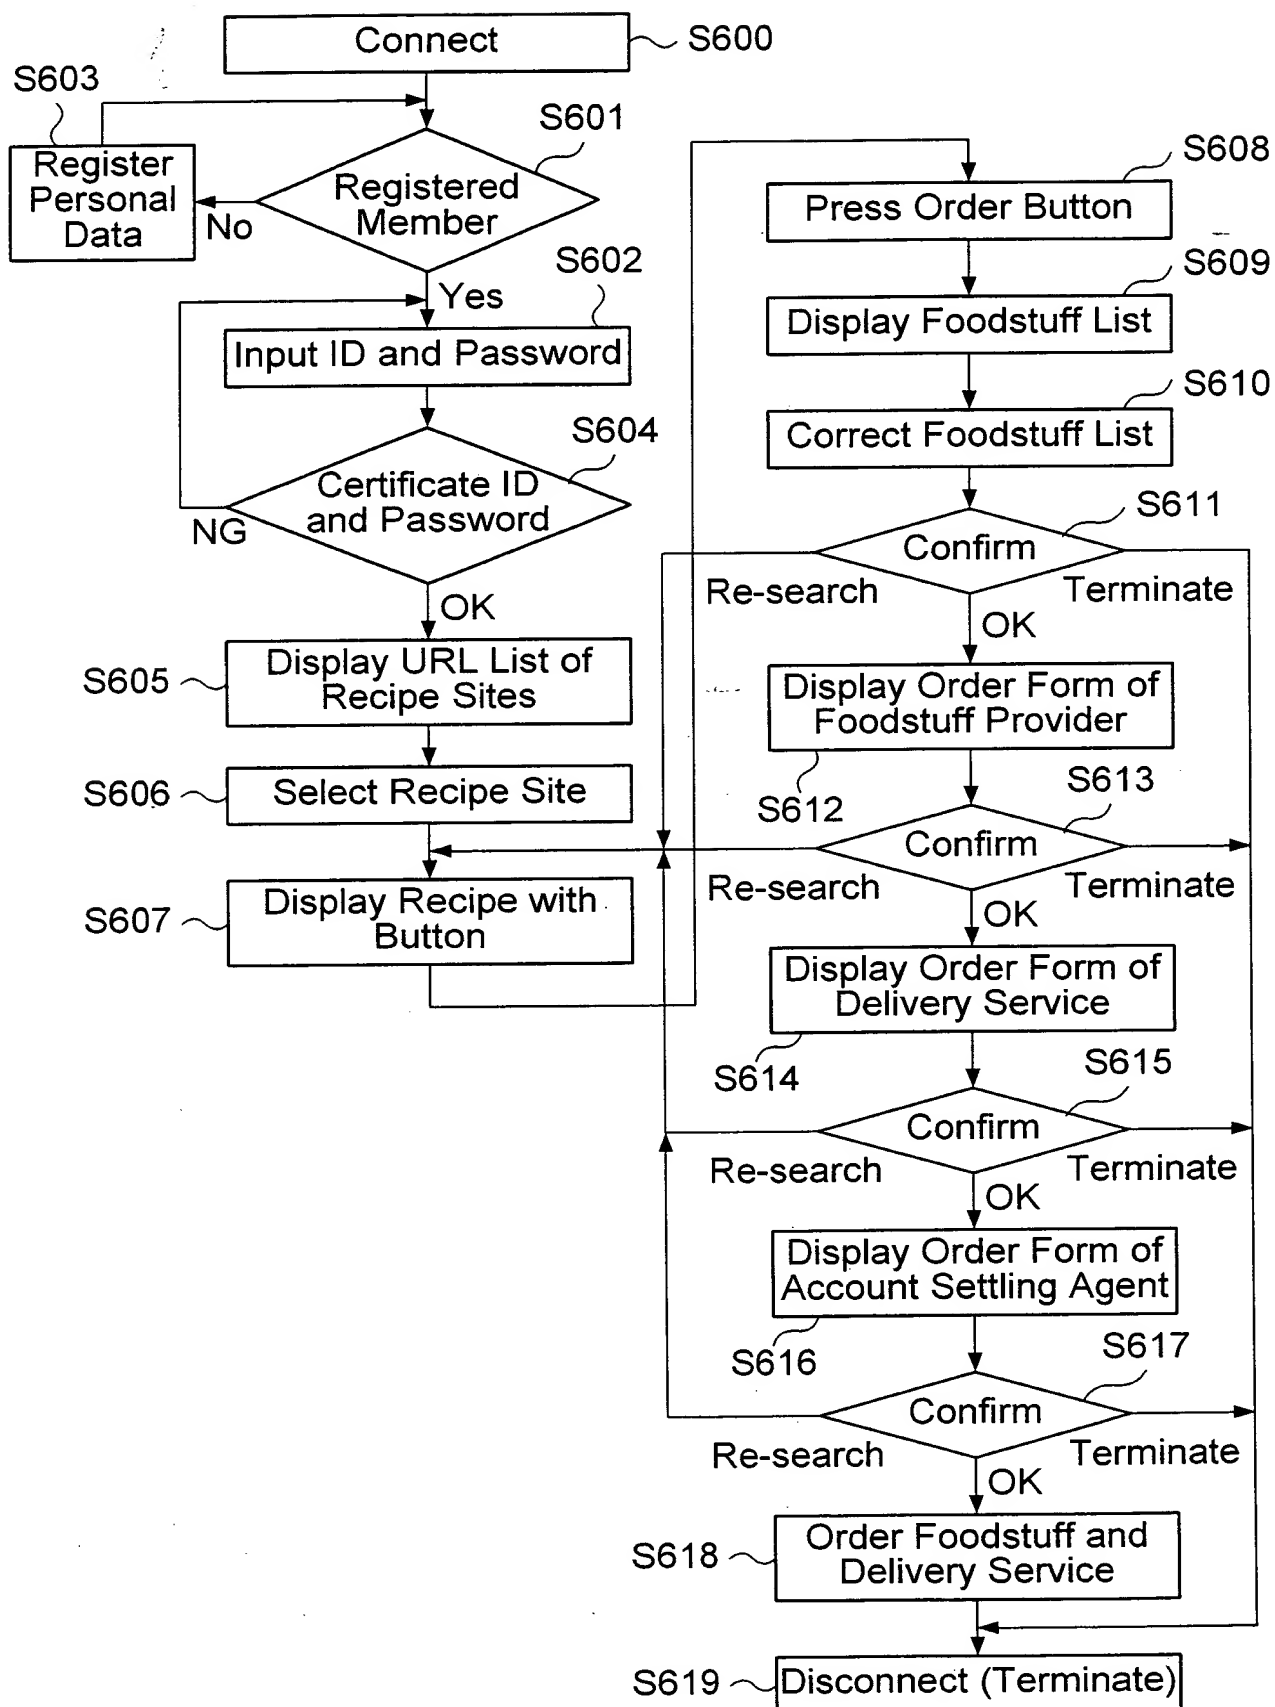 Connect
S600
S603
S601
Register
Personal
Data
Registered
Member
No
S602
Yes
Input ID and Password
S604
Certificate ID
and Password
NG
OK
S605
Display URL List of
Recipe Sites
S606
Select Recipe Site
S607
Display Recipe with
Button
S608
Press Order Button
S609
Display Foodstuff List
S610
Correct Foodstuff List
S611
Confirm
Re-search
Terminate
OK
Display Order Form of
Foodstuff Provider
S612
S613
Confirm
Re-search
Terminate
OK
Display Order Form of
Delivery Service
S614
S615
Confirm
Re-search
Terminate
OK
Display Order Form of
Account Settling Agent
S616
S617
Confirm
Re-search
Terminate
OK
S618
Order Foodstuff and
Delivery Service
S619
Disconnect (Terminate)